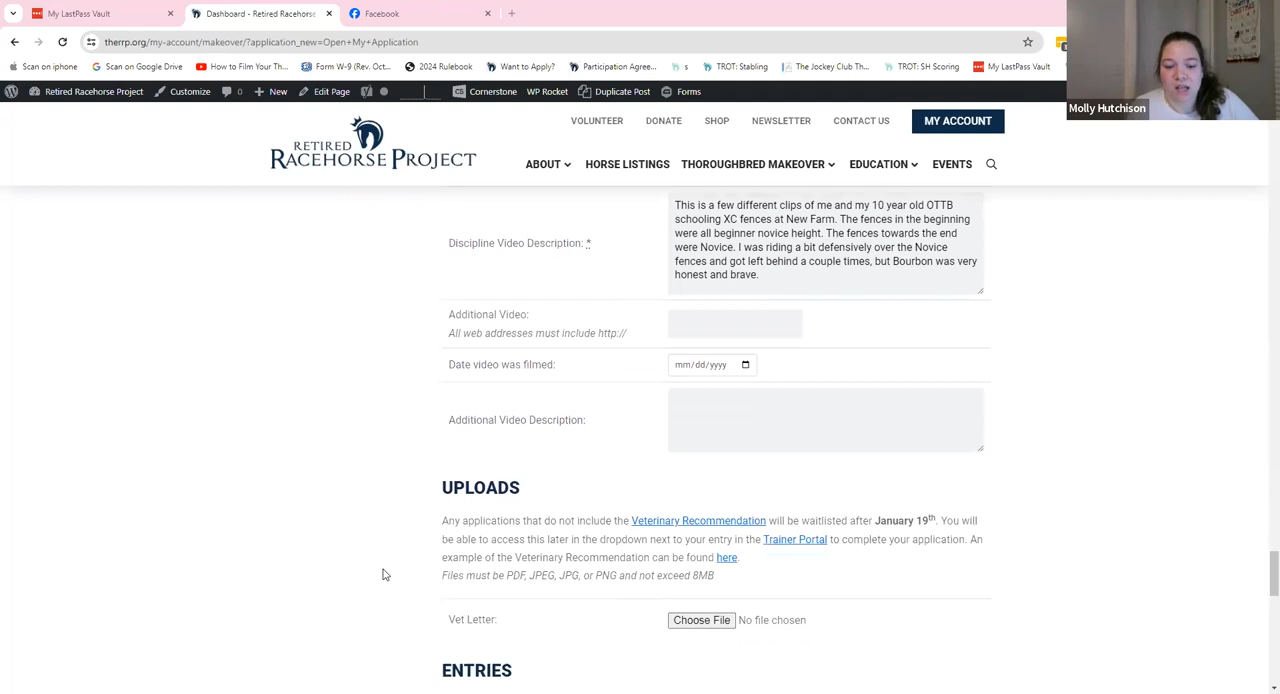 My LastPass Vault
Dashboard - Retired Racehorse
Facebook
therrp.org/my-account/makeover/?application_new=Open+My+Application
Scan on iphone
Scan on Google Drive
How to Film Your Th...
Form W-9 (Rev. Oct...
2024 Rulebook
Want to Apply?
Participation Agree...
s
TROT: Stabling
The Jockey Club Th...
TROT: SH Scoring
My LastPass Vault
Molly Hutchison
Retired Racehorse Project
Customize
0
New
Edit Page
CS Cornerstone
WP Rocket
Duplicate Post
Forms
VOLUNTEER
DONATE
SHOP
NEWSLETTER
CONTACT US
MY ACCOUNT
RETIRED
RACEHORSE PROJECT
ABOUT
HORSE LISTINGS
THOROUGHBRED MAKEOVER
EDUCATION
EVENTS
Discipline Video Description: *
This is a few different clips of me and my 10 year old OTTB
schooling XC fences at New Farm. The fences in the beginning
were all beginner novice height. The fences towards the end
were Novice. I was riding a bit defensively over the Novice
fences and got left behind a couple times, but Bourbon was very
honest and brave.
Additional Video:
All web addresses must include http://
Date video was filmed:
mm/dd/yyyy
Additional Video Description:
UPLOADS
Any applications that do not include the Veterinary Recommendation will be waitlisted after January 19th. You will
be able to access this later in the dropdown next to your entry in the Trainer Portal to complete your application. An
example of the Veterinary Recommendation can be found here.
Files must be PDF, JPEG, JPG, or PNG and not exceed 8MB
Vet Letter:
Choose File No file chosen
ENTRIES